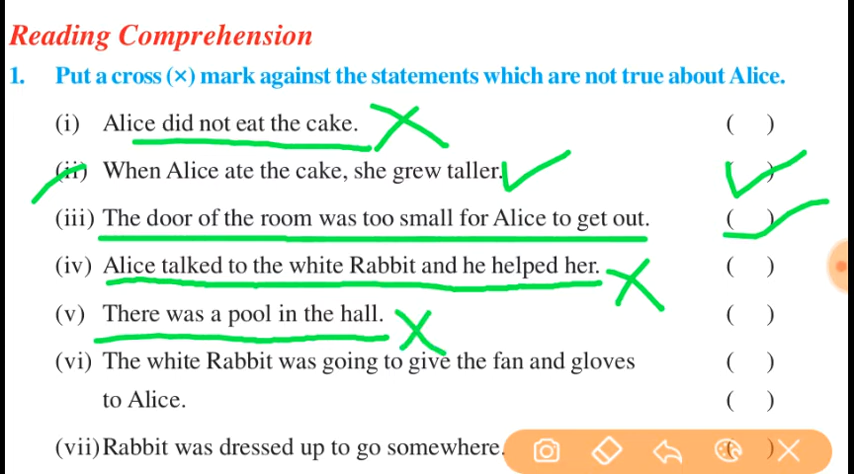 Reading Comprehension
1. Put a cross (×) mark against the statements which are not true about Alice.
(i) Alice did not eat the cake. ( )
(ii) When Alice ate the cake, she grew taller. ( )
(iii) The door of the room was too small for Alice to get out. ( )
(iv) Alice talked to the white Rabbit and he helped her. ( )
(v) There was a pool in the hall. ( )
(vi) The white Rabbit was going to give the fan and gloves ( )
to Alice. ( )
(vii) Rabbit was dressed up to go somewhere. ( )